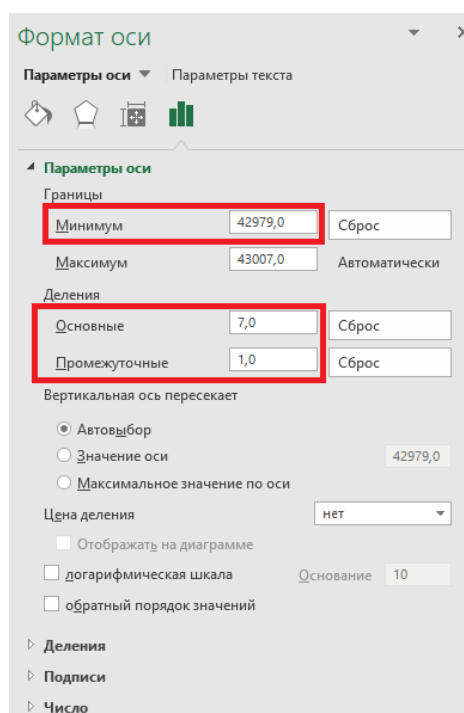 Формат оси
Параметры оси Параметры текста
Параметры оси
Границы
Минимум 42979,0 Сброс
Максимум 43007,0 Автоматически
Деления
Основные 7,0 Сброс
Промежуточные 1,0 Сброс
Вертикальная ось пересекает
Автовыбор
Значение оси 42979,0
Максимальное значение по оси
Цена деления нет
Отображать на диаграмме
логарифмическая шкала Основание 10
обратный порядок значений
Деления
Подписи
Число